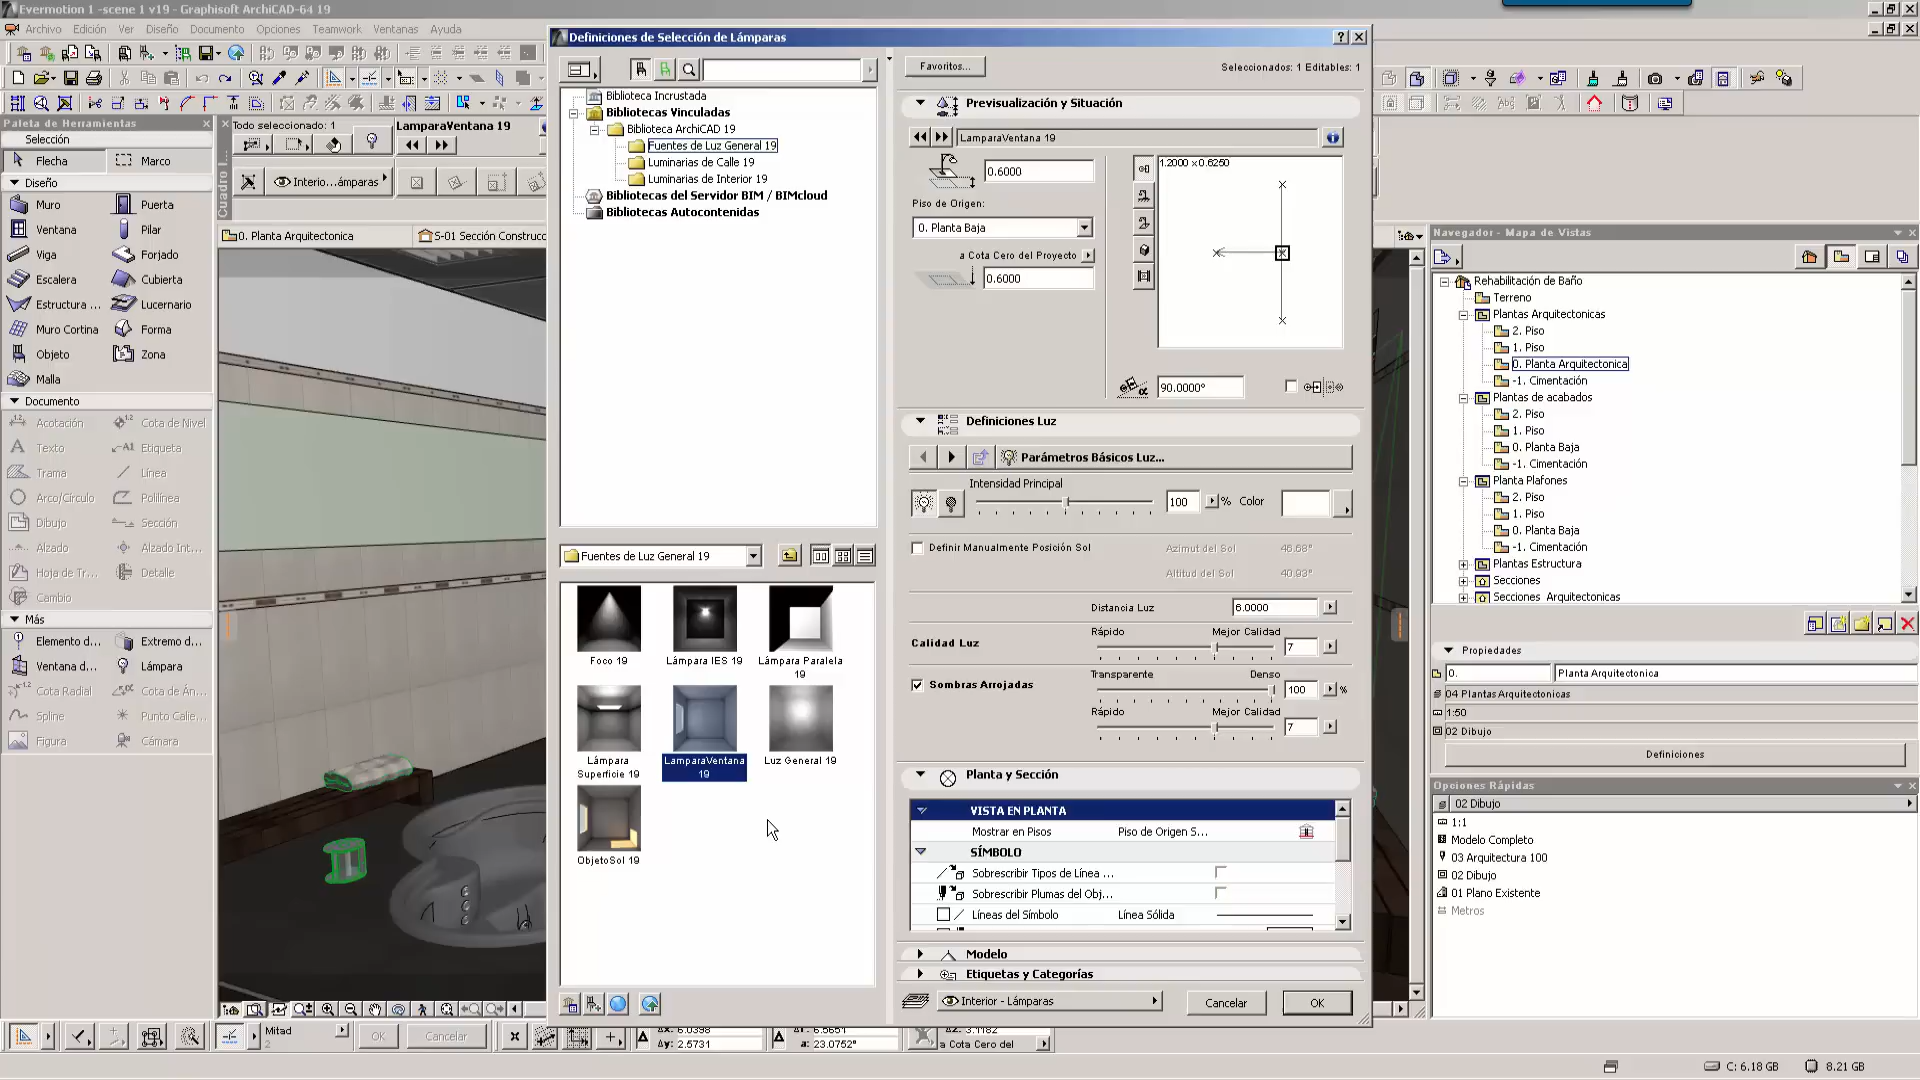 Evermotion 1 -scene 1 v19 - Graphisoft ArchiCAD-64 19
Archivo Edición Ver Diseño Documento Opciones Teamwork Ventanas Ayuda
Paleta de Herramientas
Selección
Flecha Marco
Diseño
Muro Puerta
Ventana Pilar
Viga Forjado
Escalera Cubierta
Estructura ... Lucernario
Muro Cortina Forma
Objeto Zona
Malla
Documento
Acotación Cota de Nivel
Texto Etiqueta
Trama Línea
Arco/Círculo Polilínea
Dibujo Sección
Alzado Alzado Int...
Hoja de Tr... Detalle
Cambio
Más
Elemento d... Extremo d...
Ventana d... Lámpara
Cota Radial Cota de Án...
Spline Punto Calie...
Figura Cámara
Todo seleccionado: 1
LamparaVentana 19
Interio...ámparas
0. Planta Arquitectonica
S-01 Sección Construcc
Definiciones de Selección de Lámparas
Biblioteca Incrustada
Bibliotecas Vinculadas
Biblioteca ArchiCAD 19
Fuentes de Luz General 19
Luminarias de Calle 19
Luminarias de Interior 19
Bibliotecas del Servidor BIM / BIMcloud
Bibliotecas Autocontenidas
Fuentes de Luz General 19
Foco 19
Lámpara IES 19
Lámpara Paralela
19
Lámpara
Superficie 19
LamparaVentana
19
Luz General 19
ObjetoSol 19
Favoritos...
Seleccionados: 1 Editables: 1
Previsualización y Situación
LamparaVentana 19
0.6000
1.2000 x0.6250
Piso de Origen:
0. Planta Baja
a Cota Cero del Proyecto
0.6000
90.0000°
Definiciones Luz
Parámetros Básicos Luz...
Intensidad Principal
100 % Color
Definir Manualmente Posición Sol
Azimut del Sol 46.68°
Altitud del Sol 40.93°
Distancia Luz 6.0000
Calidad Luz
Rápido Mejor Calidad
7
Sombras Arrojadas
Transparente Denso
100 %
Rápido Mejor Calidad
7
Planta y Sección
VISTA EN PLANTA
Mostrar en Pisos Piso de Origen S...
SÍMBOLO
Sobrescribir Tipos de Línea ...
Sobrescribir Plumas del Obj...
Líneas del Símbolo Línea Sólida
Modelo
Etiquetas y Categorías
Interior - Lámparas
Cancelar OK
Navegador - Mapa de Vistas
Rehabilitación de Baño
Terreno
Plantas Arquitectonicas
2. Piso
1. Piso
0. Planta Arquitectonica
-1. Cimentación
Plantas de acabados
2. Piso
1. Piso
0. Planta Baja
-1. Cimentación
Planta Plafones
2. Piso
1. Piso
0. Planta Baja
-1. Cimentación
Plantas Estructura
Secciones
Secciones Arquitectonicas
Propiedades
0. Planta Arquitectonica
04 Plantas Arquitectonicas
1:50
02 Dibujo
Definiciones
Opciones Rápidas
02 Dibujo
1:1
Modelo Completo
03 Arquitectura 100
02 Dibujo
01 Plano Existente
Metros
Mitad
2
OK Cancelar
Δy: 2.5731
a: 23.0752°
a Cota Cero del
C: 6.18 GB 8.21 GB